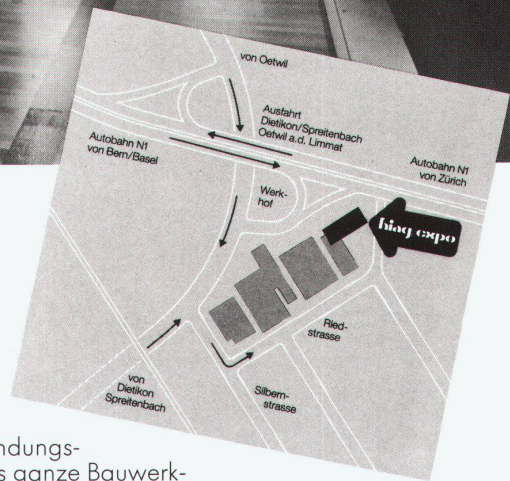 von Oetwil
Ausfahrt
Dietikon/Spreitenbach
Oetwil a.d. Limmat
Autobahn N1
von Bern/Basel
Autobahn N1
von Zürich
Werk-
hof
hiag expo
Ried-
strasse
von
Dietikon
Spreitenbach
Silbern-
strasse
ndungs-
s ganze Bauwerk-